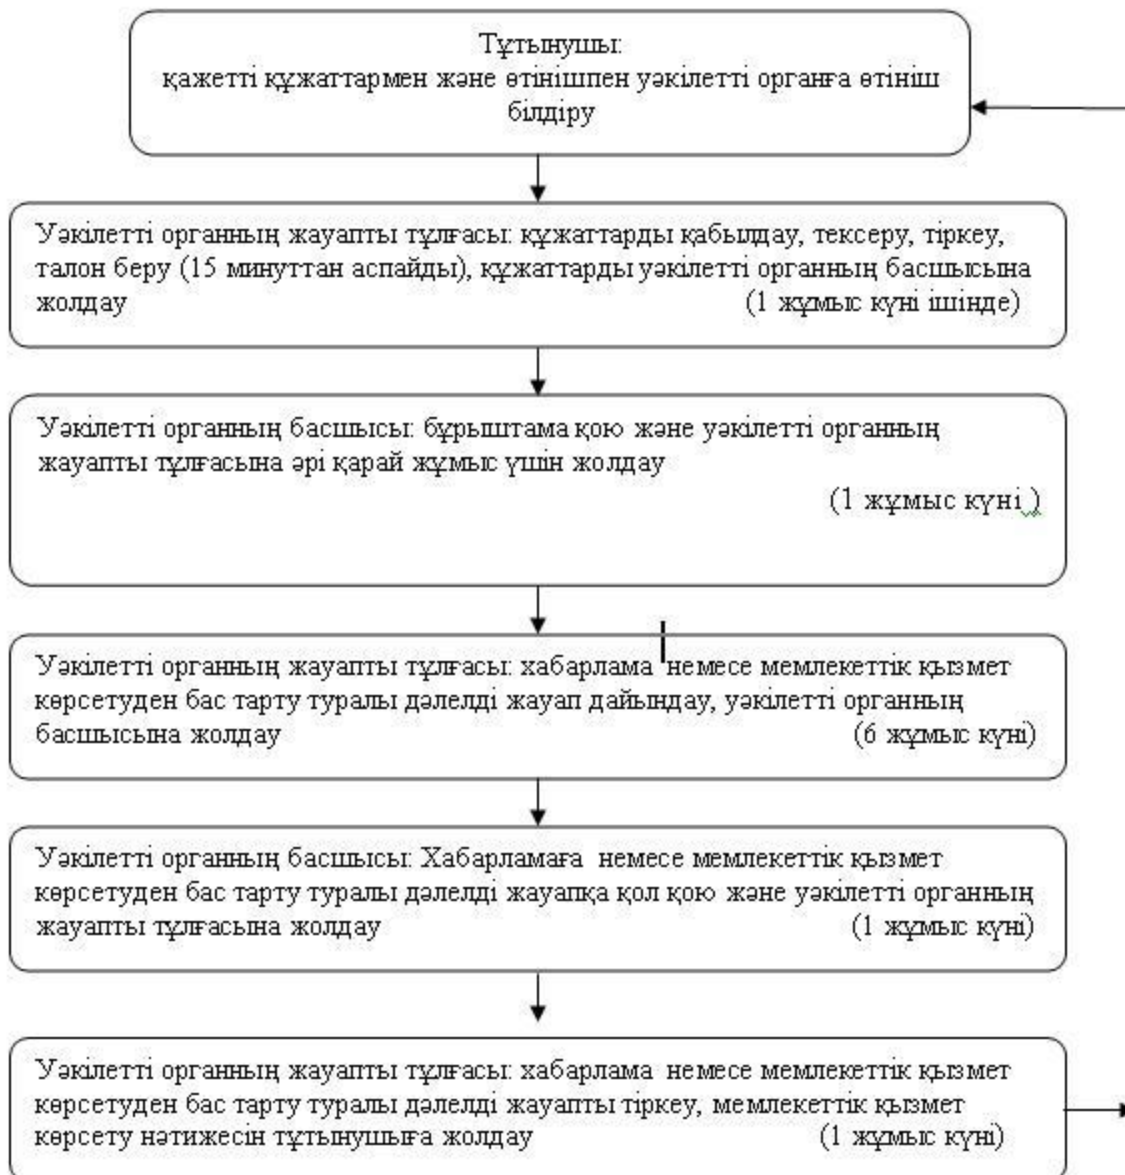 Тұтынушы:
қажетті құжаттармен және өтінішпен уәкілетті органға өтініш
білдіру
Уәкілетті органның жауапты тұлғасы: құжаттарды қабылдау, тексеру, тіркеу,
талон беру (15 минуттан аспайды), құжаттарды уәкілетті органның басшысына
жолдау (1 жұмыс күні ішінде)
Уәкілетті органның басшысы: бұрыштама қою және уәкілетті органның
жауапты тұлғасына әрі қарай жұмыс үшін жолдау
(1 жұмыс күні )
Уәкілетті органның жауапты тұлғасы: хабарлама немесе мемлекеттік қызмет
көрсетуден бас тарту туралы дәлелді жауап дайындау, уәкілетті органның
басшысына жолдау (6 жұмыс күні)
Уәкілетті органның басшысы: Хабарламаға немесе мемлекеттік қызмет
көрсетуден бас тарту туралы дәлелді жауапқа қол қою және уәкілетті органның
жауапты тұлғасына жолдау (1 жұмыс күні)
Уәкілетті органның жауапты тұлғасы: хабарлама немесе мемлекеттік қызмет
көрсетуден бас тарту туралы дәлелді жауапты тіркеу, мемлекеттік қызмет
көрсету нәтижесін тұтынушыға жолдау (1 жұмыс күні)